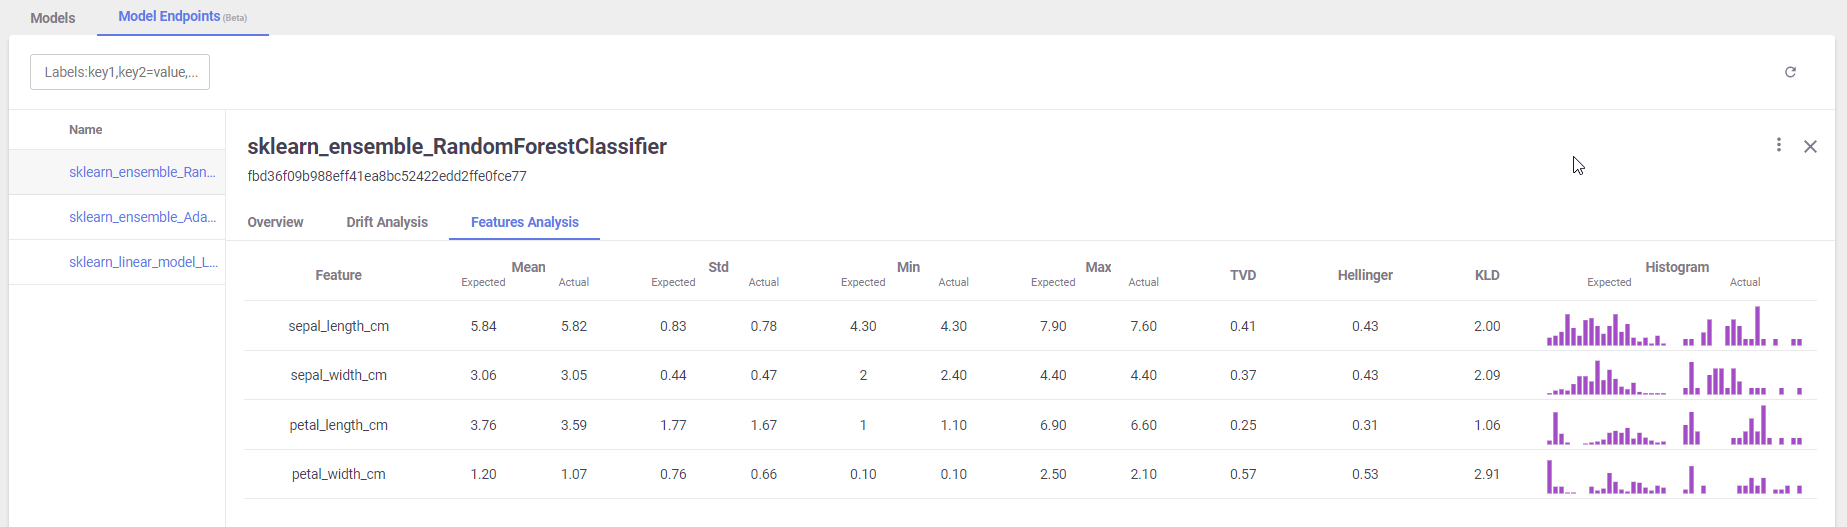 Models Model Endpoints (Beta)
Labels:key1,key2=value,...
Name
sklearn_ensemble_Ran...
sklearn_ensemble_Ada...
sklearn_linear_model_L...
sklearn_ensemble_RandomForestClassifier
fbd36f09b988eff41ea8bc52422edd2ffe0fce77
Overview Drift Analysis Features Analysis
Feature Mean Std Min Max TVD Hellinger KLD Histogram
Expected Actual Expected Actual Expected Actual Expected Actual Expected Actual
sepal_length_cm 5.84 5.82 0.83 0.78 4.30 4.30 7.90 7.60 0.41 0.43 2.00
sepal_width_cm 3.06 3.05 0.44 0.47 2 2.40 4.40 4.40 0.37 0.43 2.09
petal_length_cm 3.76 3.59 1.77 1.67 1 1.10 6.90 6.60 0.25 0.31 1.06
petal_width_cm 1.20 1.07 0.76 0.66 0.10 0.10 2.50 2.10 0.57 0.53 2.91